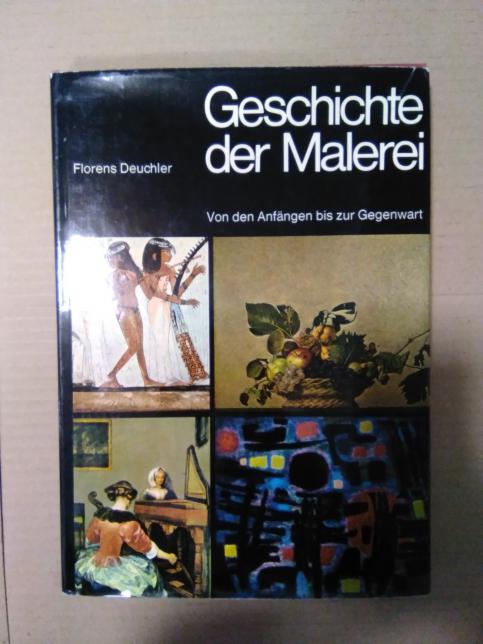 Geschichte
der Malerei
Florens Deuchler
Von den Anfängen bis zur Gegenwart